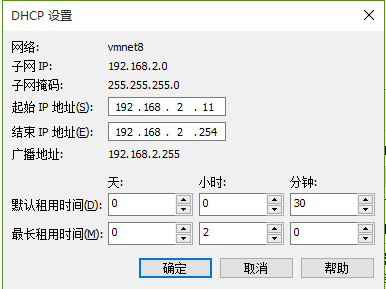 DHCP 设置
网络: vmnet8
子网 IP: 192.168.2.0
子网掩码: 255.255.255.0
起始 IP 地址(S): 192 .168 . 2 . 11
结束 IP 地址(E): 192 .168 . 2 .254
广播地址: 192.168.2.255
天: 小时: 分钟:
默认租用时间(D): 0 0 30
最长租用时间(M): 0 2 0
确定 取消 帮助